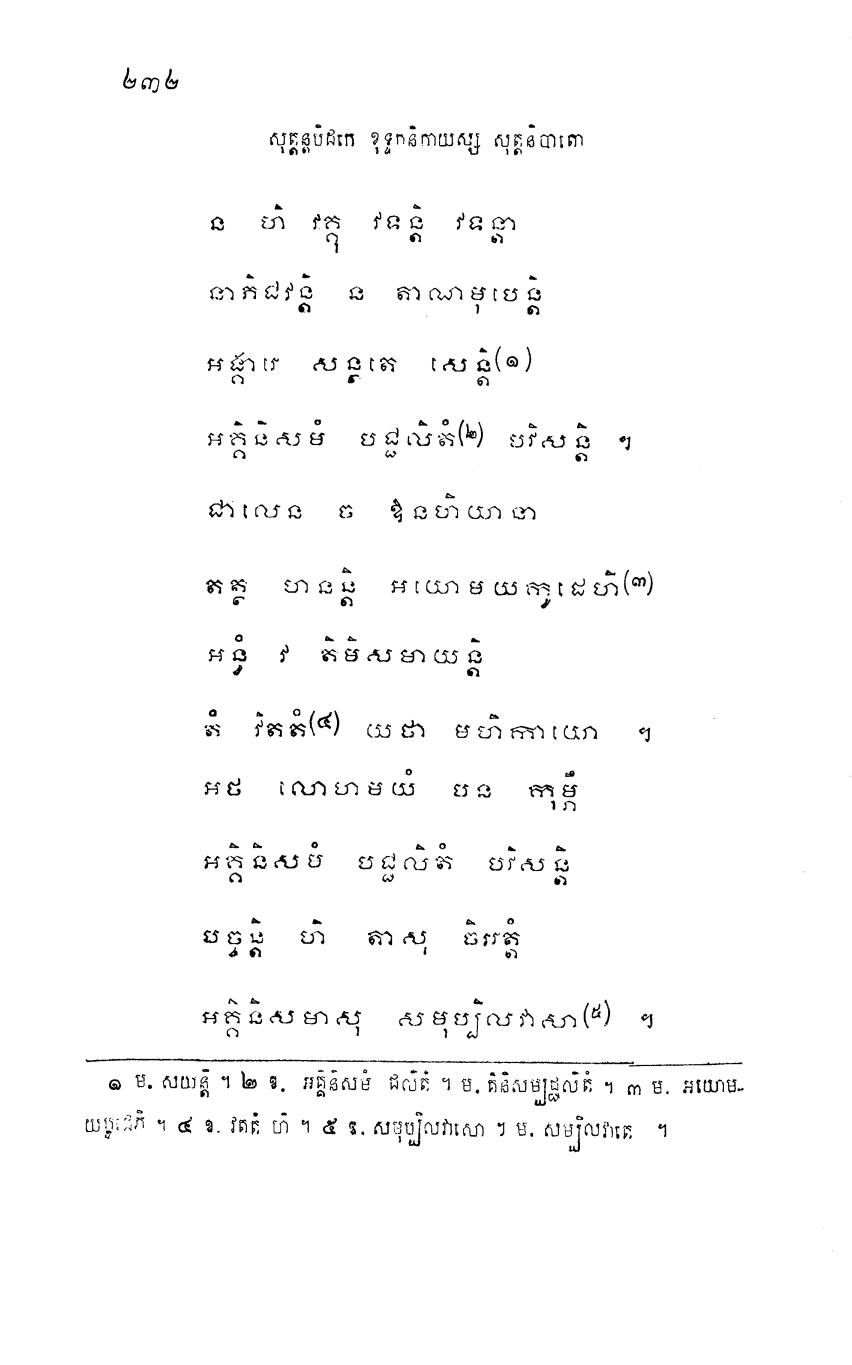 ២៣២
សុត្តន្តបិដកេ ខុទ្ទកនិកាយស្ស សុត្តនិបាតោ
ន ហិ វគ្គុ វទន្តិ វទន្តា
នាភិជវន្តិ ន តាណមុបេន្តិ
អង្គារេ សន្ថតេ សេន្តិ(១)
អគ្គិនិសមំ បជ្ជលិតំ(២) បវិសន្តិ ។
ជាលេន ច ឱនហិយានា
តត្ថ ហនន្តិ អយោមយកូដេហិ(៣)
អន្ធំ វ តិមិសមាយន្តិ
តំ វិតតំ(៤) យថា មហិកាយោ ។
អថ លោហមយំ បន កុម្ភឹ
អគ្គិនិសមំ បជ្ជលិតំ បវិសន្តិ
បច្ចន្តិ ហិ តាសុ ចិររត្តំ
អគ្គិនិសមាសុ សមុប្បិលវាសា(៥) ។
១ ម. សយន្តិ ។ ២ ឱ. អគ្គិនិសមំ ជលិតំ ។ ម. គិនិសម្បជ្ជលិតំ ។ ៣ ម. អយោម-
យកូដេភិ ។ ៤ ឱ. វតតំ ហិ ។ ៥ ឱ. សមុប្បិលវាសោ ។ ម. សមុប្បិលវាតេ ។